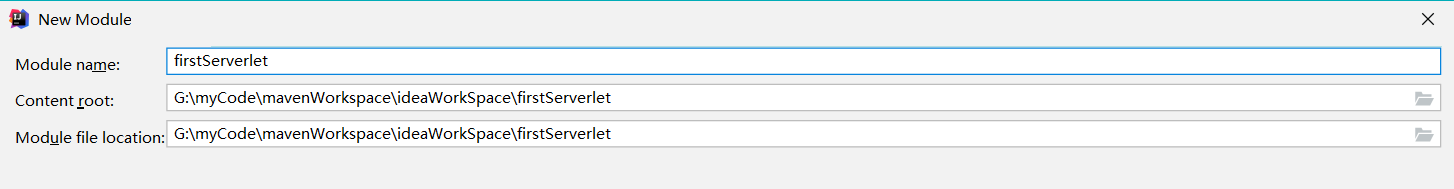 New Module
Module name: firstServerlet
Content root: G:\myCode\mavenWorkspace\ideaWorkSpace\firstServerlet
Module file location: G:\myCode\mavenWorkspace\ideaWorkSpace\firstServerlet